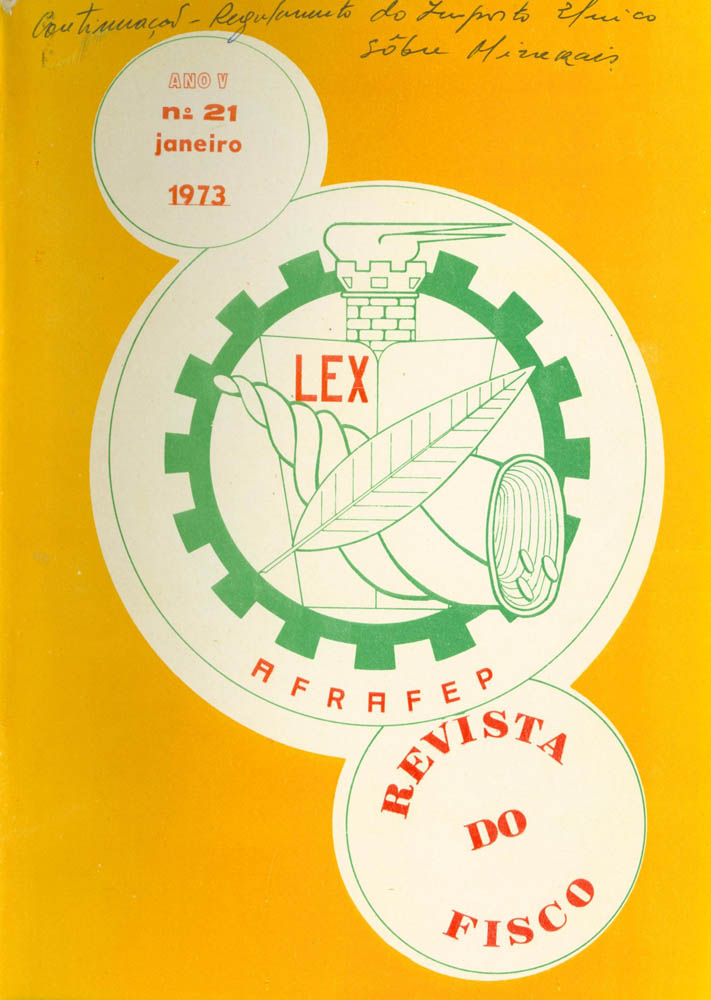 Continuação - Regulamento do Imposto Único
sôbre Minerais
ANO V
nº 21
janeiro
1973
LEX
AFRAFEP
REVISTA
DO
FISCO